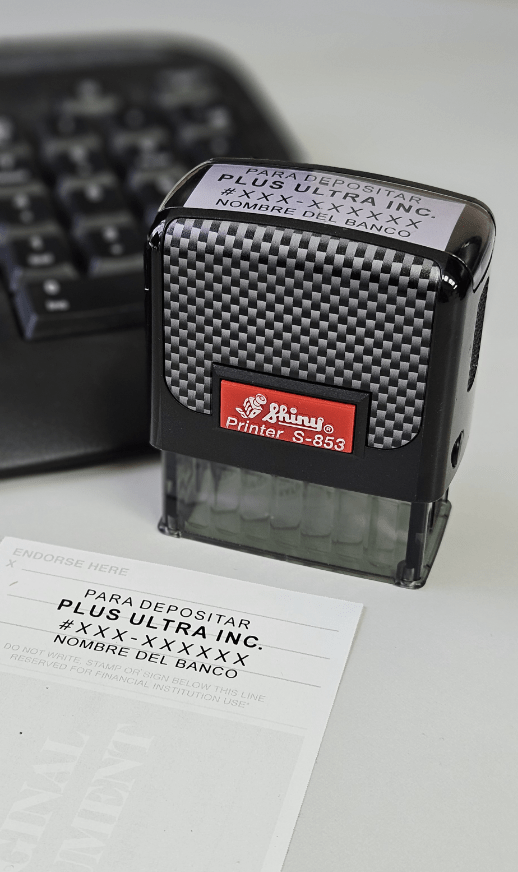 PARA DEPOSITAR
PLUS ULTRA INC.
#XXX-XXXXXX
NOMBRE DEL BANCO
Shiny®
Printer S-853
ENDORSE HERE
X
PARA DEPOSITAR
PLUS ULTRA INC.
#XXX-XXXXXX
NOMBRE DEL BANCO
DO NOT WRITE, STAMP OR SIGN BELOW THIS LINE
RESERVED FOR FINANCIAL INSTITUTION USE*